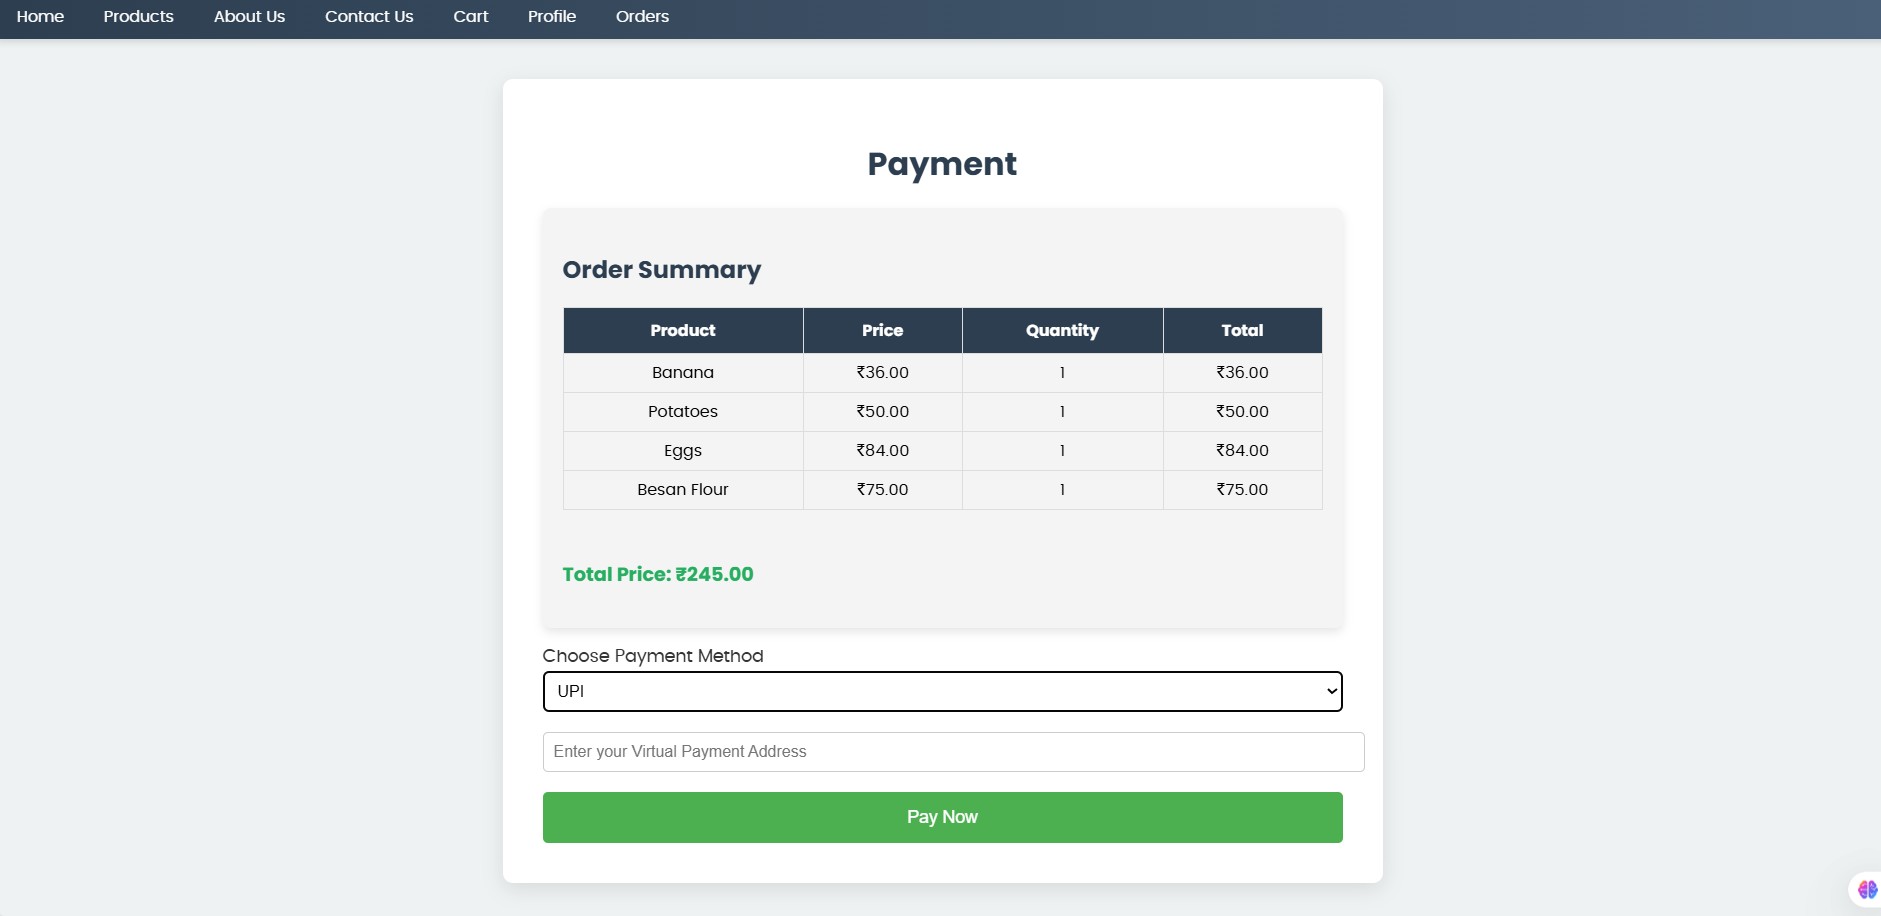 Home Products About Us Contact Us Cart Profile Orders
Payment
Order Summary
Product Price Quantity Total
Banana ₹36.00 1 ₹36.00
Potatoes ₹50.00 1 ₹50.00
Eggs ₹84.00 1 ₹84.00
Besan Flour ₹75.00 1 ₹75.00
Total Price: ₹245.00
Choose Payment Method
UPI
Enter your Virtual Payment Address
Pay Now